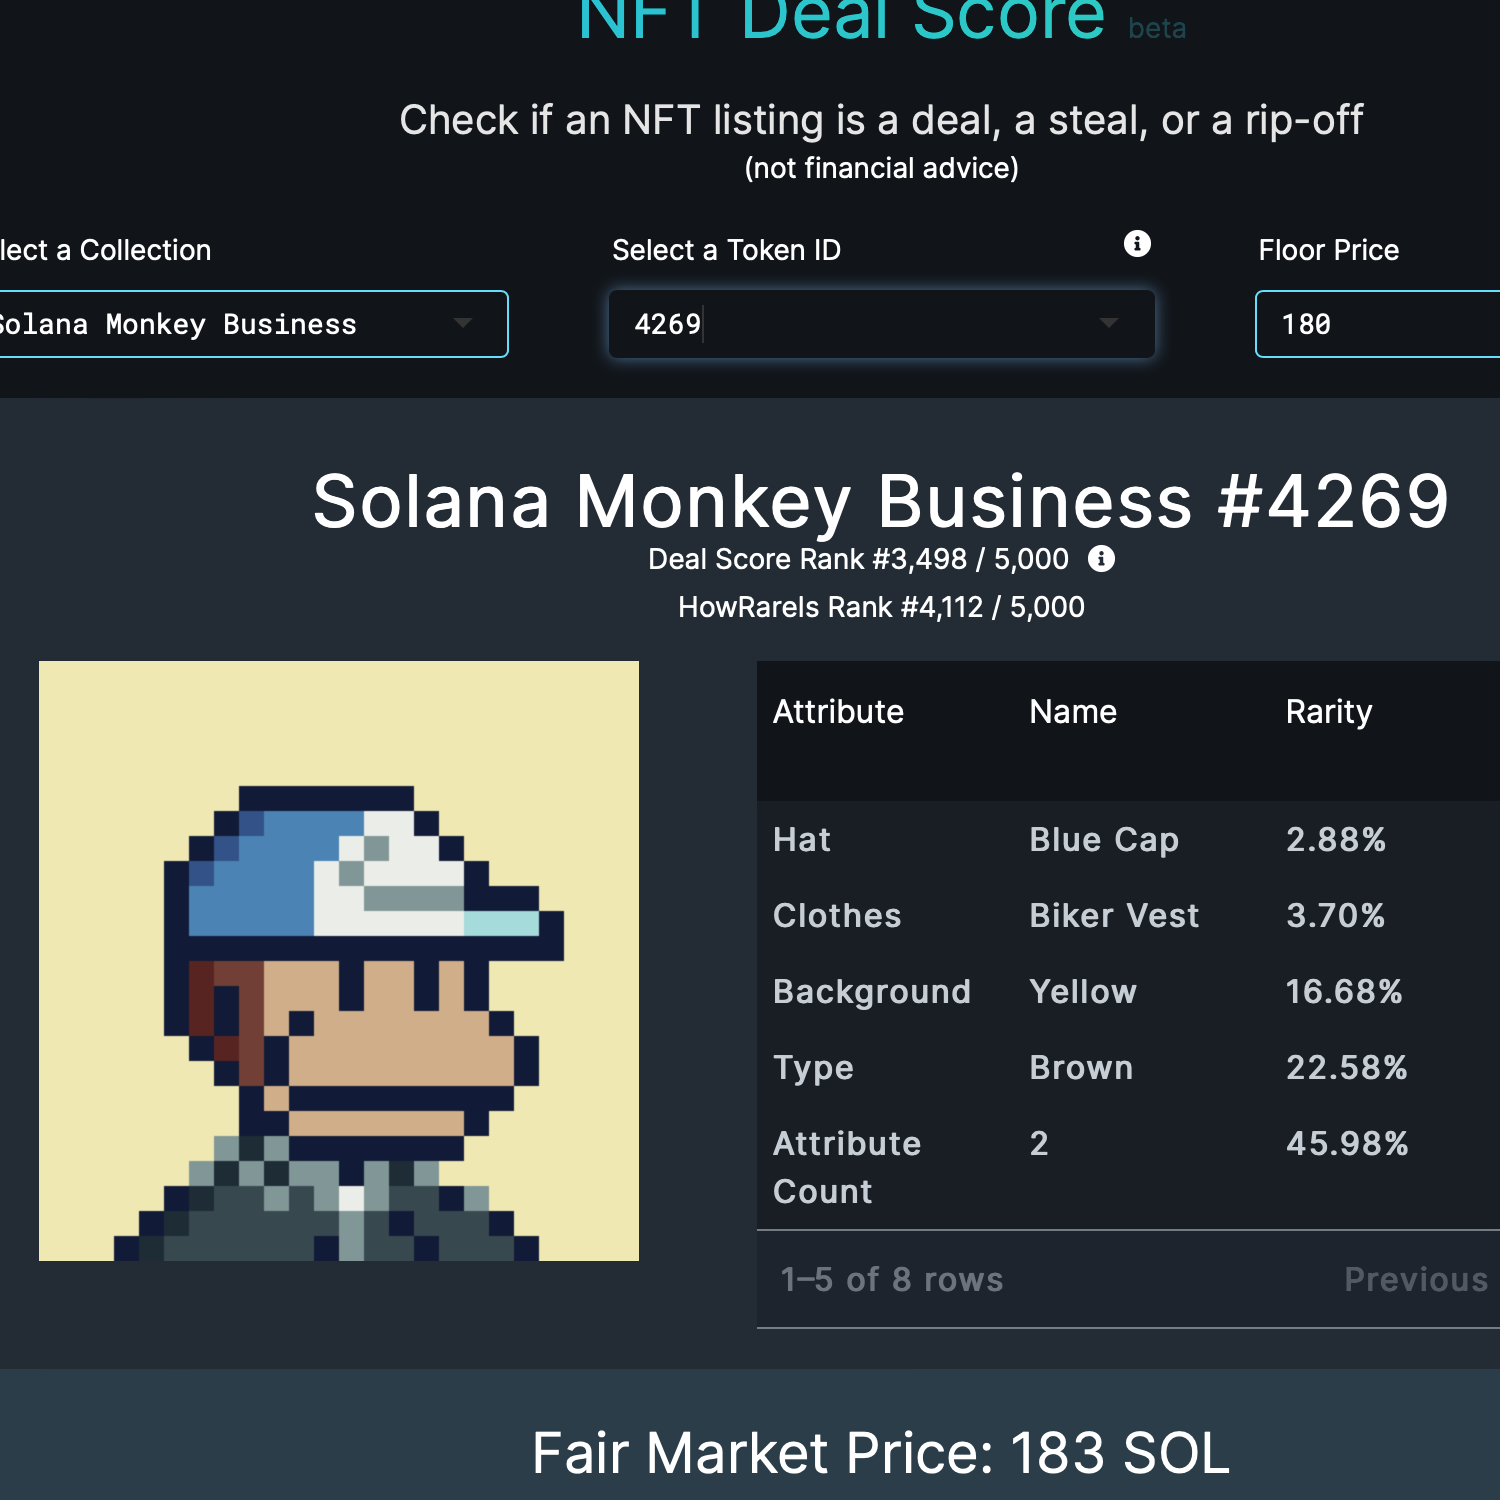 NFT Deal Score beta
Check if an NFT listing is a deal, a steal, or a rip-off
(not financial advice)
lect a Collection Select a Token ID Floor Price
Solana Monkey Business 4269 180
Solana Monkey Business #4269
Deal Score Rank #3,498 / 5,000
HowRareIs Rank #4,112 / 5,000
Attribute Name Rarity
Hat Blue Cap 2.88%
Clothes Biker Vest 3.70%
Background Yellow 16.68%
Type Brown 22.58%
Attribute 2 45.98%
Count
1–5 of 8 rows Previous
Fair Market Price: 183 SOL